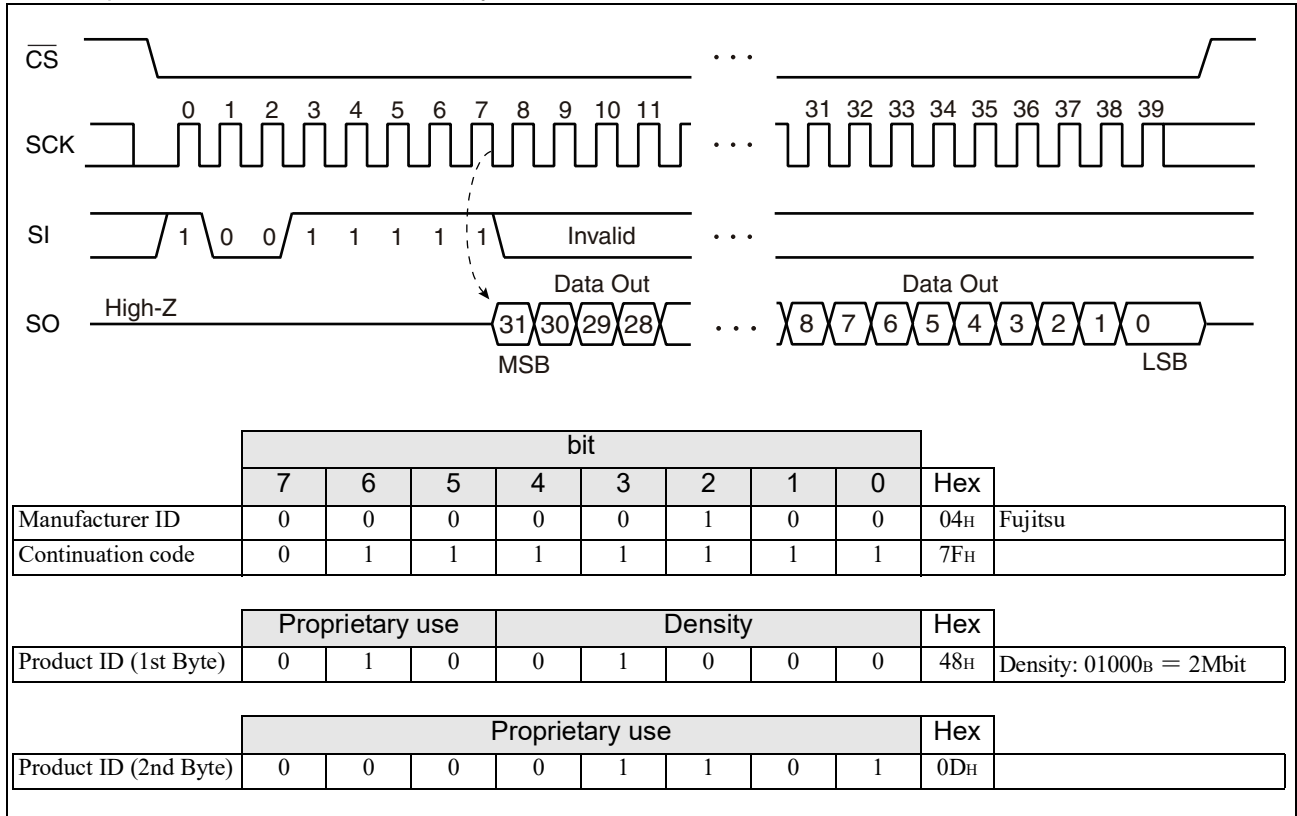 CS
0 1 2 3 4 5 6 7 8 9 10 11 31 32 33 34 35 36 37 38 39
SCK · · ·
SI 1 0 0 1 1 1 1 1 Invalid · · ·
Data Out Data Out
High-Z
SO 31 30 29 28 · · · 8 7 6 5 4 3 2 1 0
MSB LSB
bit
7 6 5 4 3 2 1 0 Hex
Manufacturer ID 0 0 0 0 0 1 0 0 04H Fujitsu
Continuation code 0 1 1 1 1 1 1 1 7FH
Proprietary use Density Hex
Product ID (1st Byte) 0 1 0 0 1 0 0 0 48H Density: 01000B = 2Mbit
Proprietary use Hex
Product ID (2nd Byte) 0 0 0 0 1 1 0 1 0DH